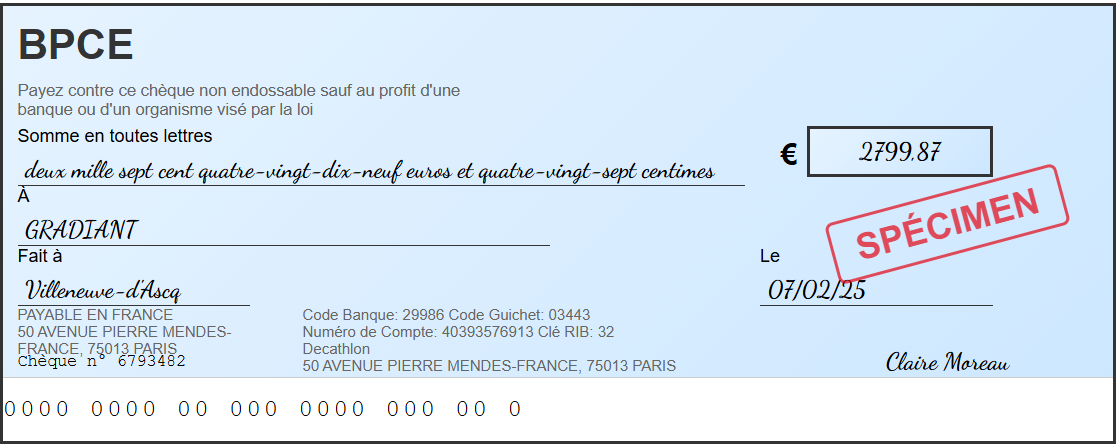 BPCE
Payez contre ce chèque non endossable sauf au profit d'une
banque ou d'un organisme visé par la loi
Somme en toutes lettres
deux mille sept cent quatre-vingt-dix-neuf euros et quatre-vingt-sept centimes
€ 2799.87
À
GRADIANT
SPÉCIMEN
Fait à
Le
Villeneuve-d'Ascq
07/02/25
PAYABLE EN FRANCE
50 AVENUE PIERRE MENDES-
FRANCE, 75013 PARIS
Chèque n° 6793482
Code Banque: 29986 Code Guichet: 03443
Numéro de Compte: 40393576913 Clé RIB: 32
Decathlon
50 AVENUE PIERRE MENDES-FRANCE, 75013 PARIS
Claire Moreau
0000 0000 00 000 0000 000 00 0